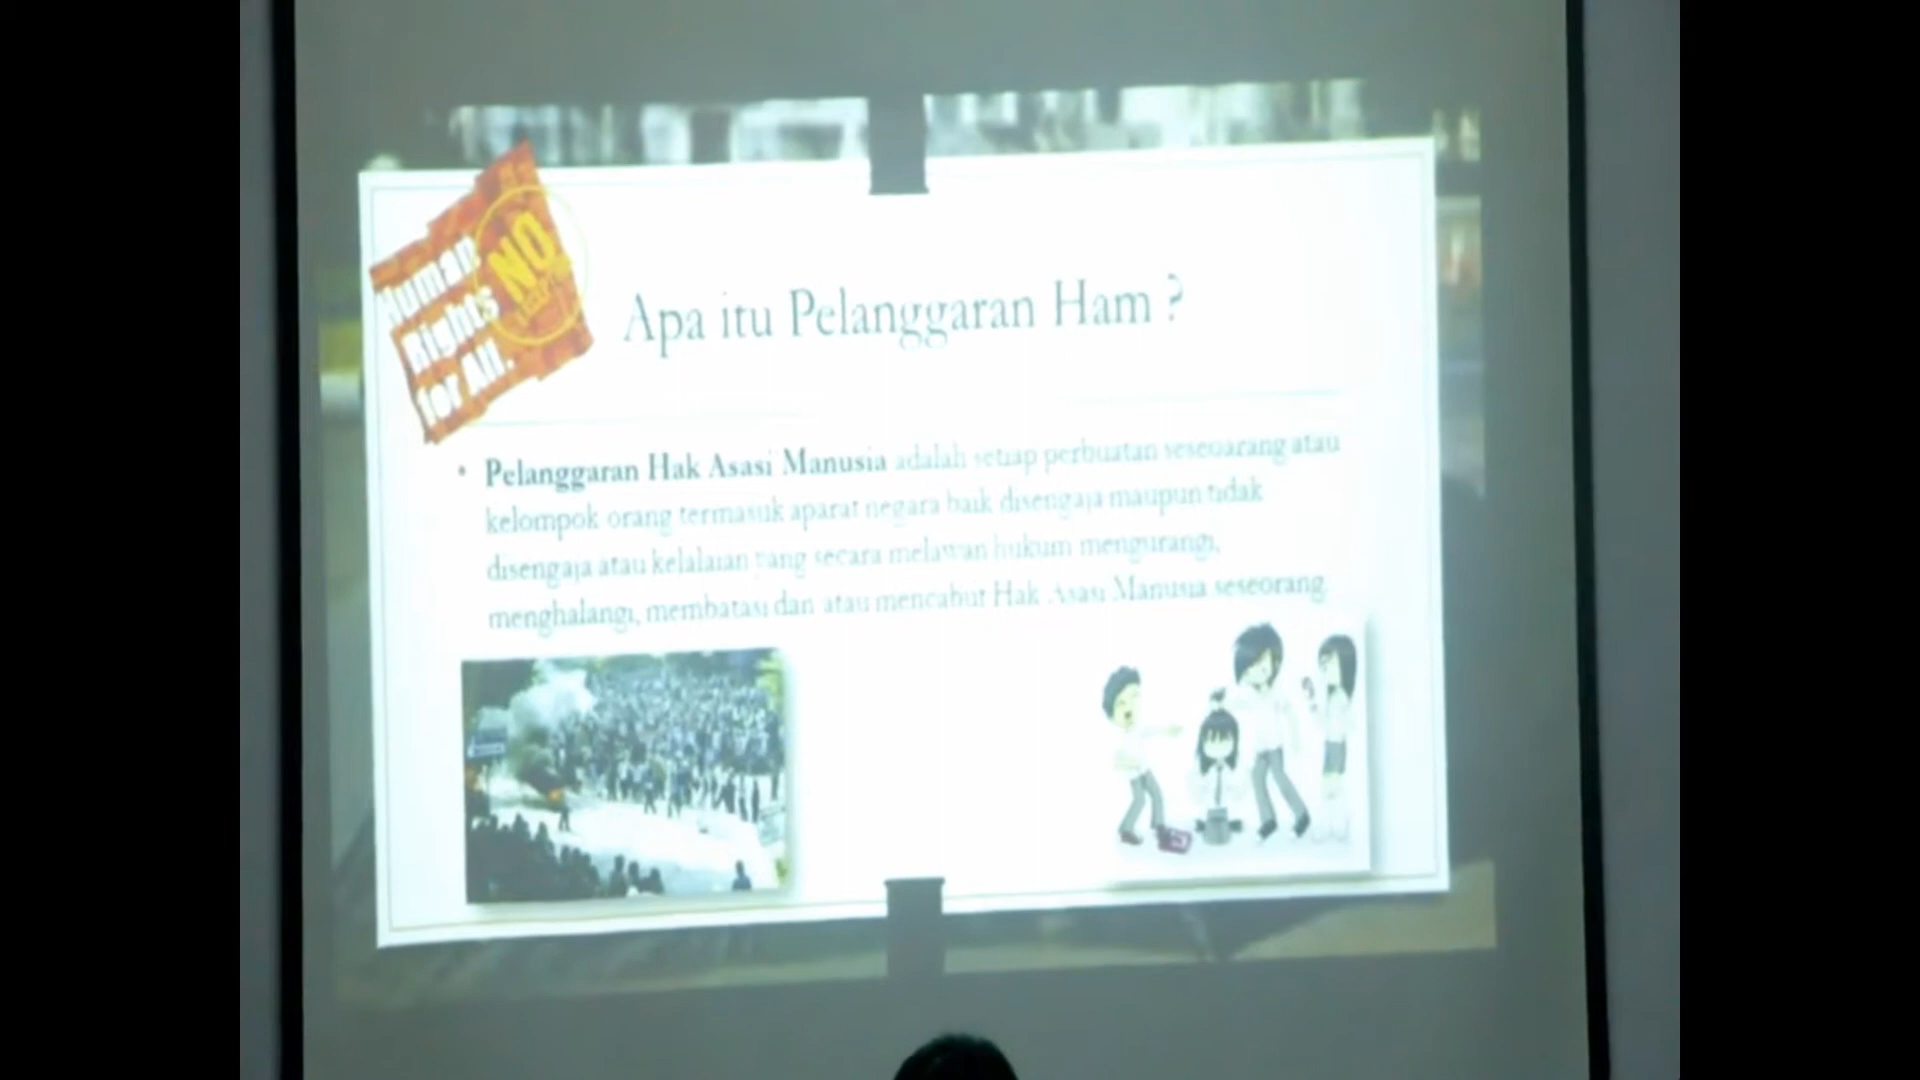 Human
Rights
for All.
NO
Apa itu Pelanggaran Ham ?
• Pelanggaran Hak Asasi Manusia adalah setiap perbuatan seseoarang atau
kelompok orang termasuk aparat negara baik disengaja maupun tidak
disengaja atau kelalaian yang secara melawan hukum mengurangi,
menghalangi, membatasi dan atau mencabut Hak Asasi Manusia seseorang.